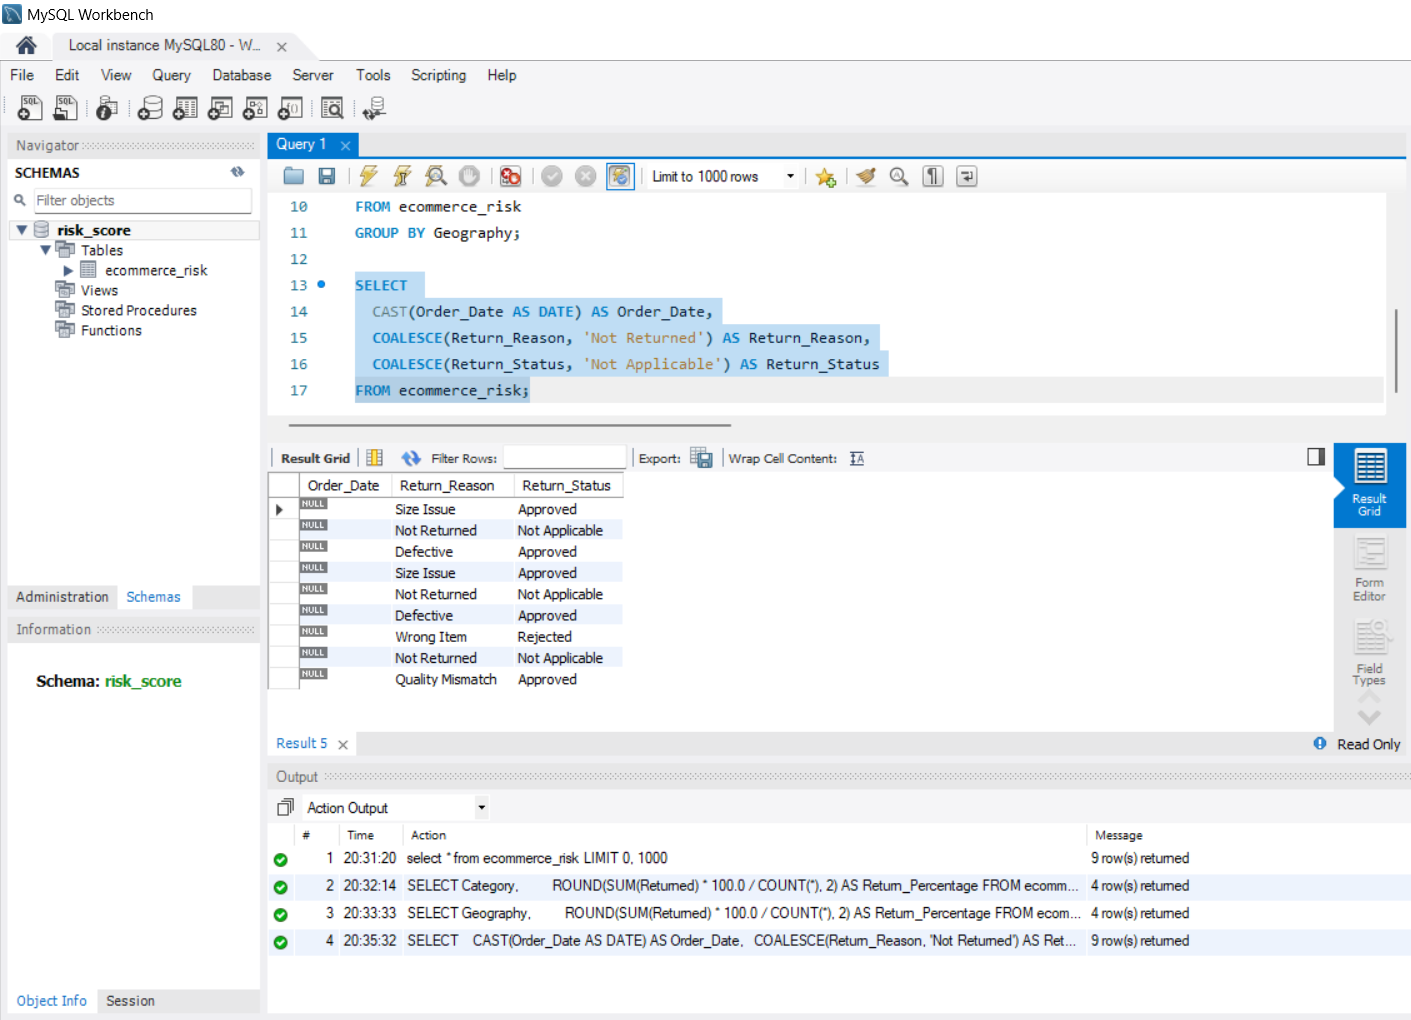 MySQL Workbench
Local instance MySQL80 - W...
File Edit View Query Database Server Tools Scripting Help
Navigator
SCHEMAS
Filter objects
risk_score
Tables
ecommerce_risk
Views
Stored Procedures
Functions
Administration Schemas
Information
Schema: risk_score
Object Info Session
Query 1
Limit to 1000 rows
10 FROM ecommerce_risk
11 GROUP BY Geography;
12
13 SELECT
14 CAST(Order_Date AS DATE) AS Order_Date,
15 COALESCE(Return_Reason, 'Not Returned') AS Return_Reason,
16 COALESCE(Return_Status, 'Not Applicable') AS Return_Status
17 FROM ecommerce_risk;
Result Grid Filter Rows: Export: Wrap Cell Content:
Order_Date Return_Reason Return_Status
NULL Size Issue Approved
NULL Not Returned Not Applicable
NULL Defective Approved
NULL Size Issue Approved
NULL Not Returned Not Applicable
NULL Defective Approved
NULL Wrong Item Rejected
NULL Not Returned Not Applicable
NULL Quality Mismatch Approved
Result
Grid
Form
Editor
Field
Types
Result 5
Read Only
Output
Action Output
# Time Action Message
1 20:31:20 select * from ecommerce_risk LIMIT 0, 1000 9 row(s) returned
2 20:32:14 SELECT Category, ROUND(SUM(Returned) * 100.0 / COUNT(*), 2) AS Return_Percentage FROM ecomm... 4 row(s) returned
3 20:33:33 SELECT Geography, ROUND(SUM(Returned) * 100.0 / COUNT(*), 2) AS Return_Percentage FROM ecom... 4 row(s) returned
4 20:35:32 SELECT CAST(Order_Date AS DATE) AS Order_Date, COALESCE(Return_Reason, 'Not Returned') AS Ret... 9 row(s) returned